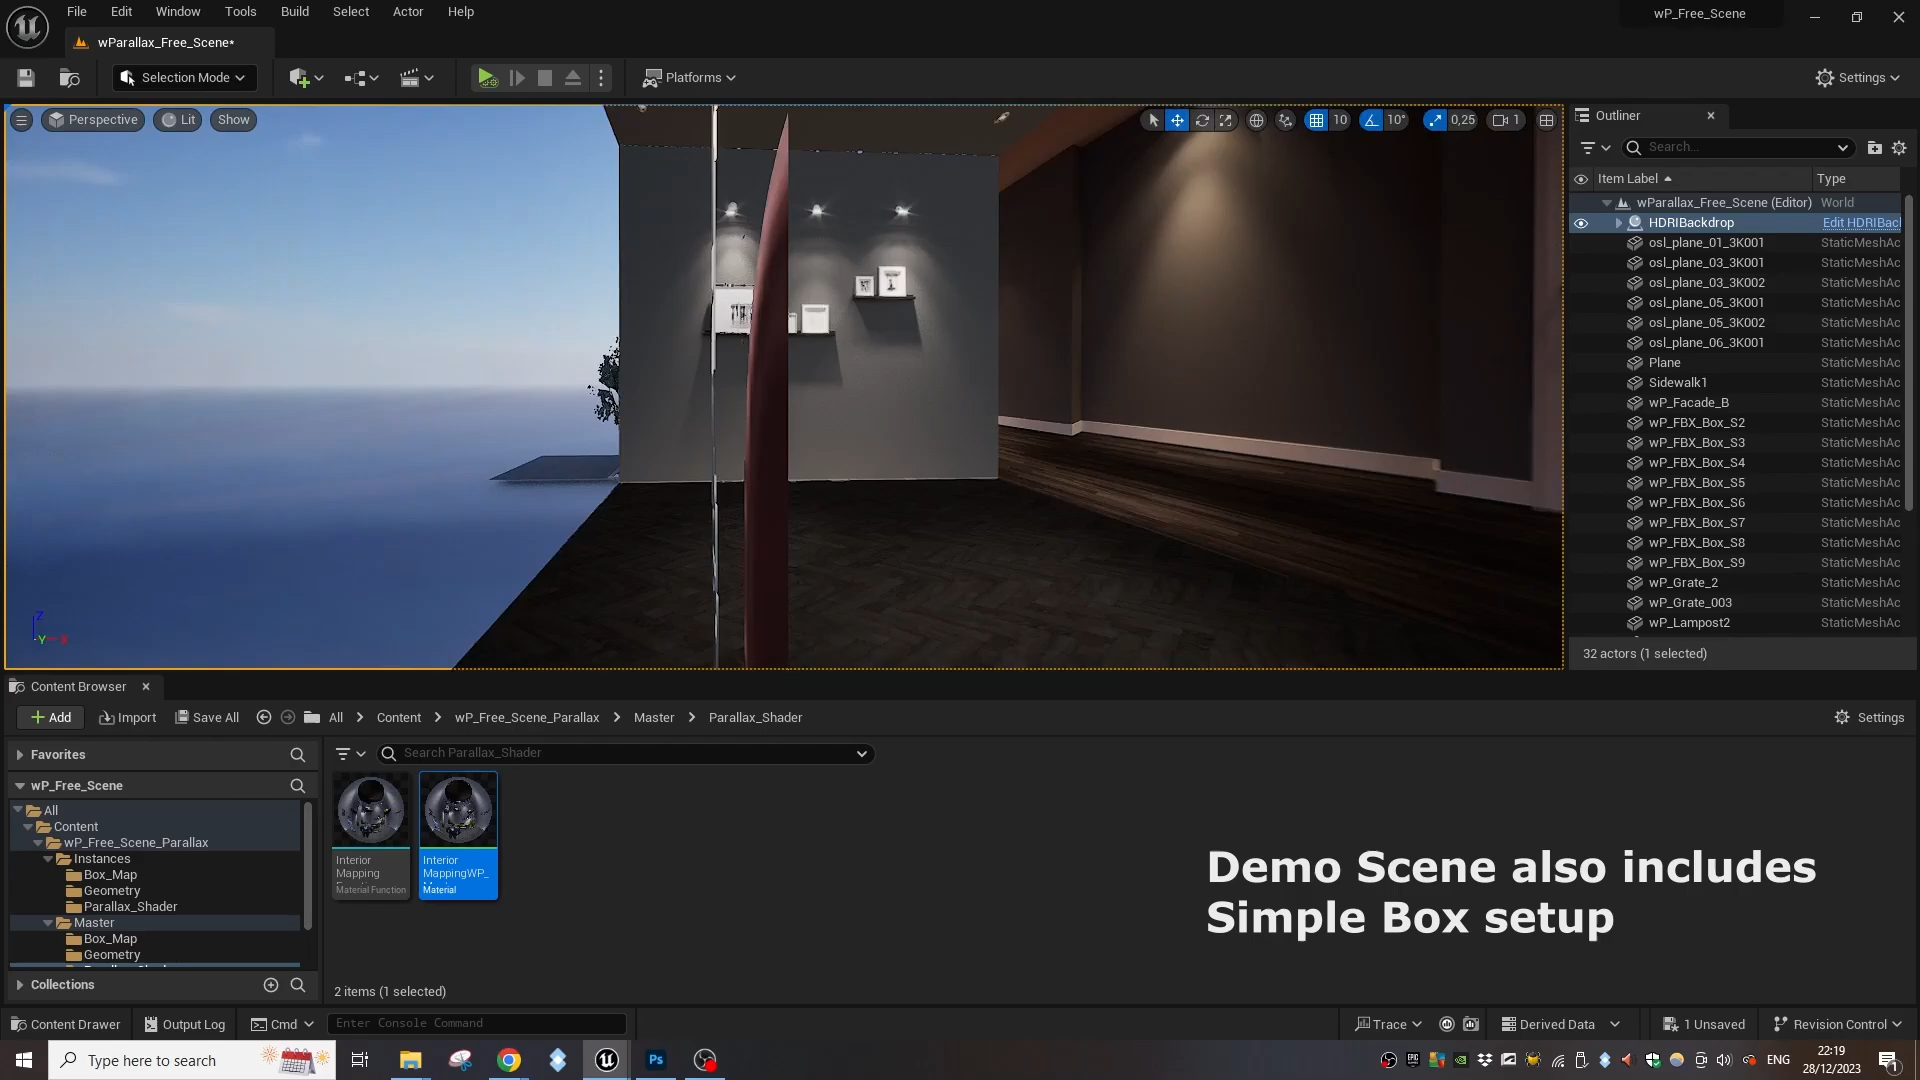 File Edit Window Tools Build Select Actor Help
wP_Free_Scene
wParallax_Free_Scene*
Selection Mode
Platforms
Settings
Perspective Lit Show
10 10° 0,25 1
Outliner
Search...
Item Label Type
wParallax_Free_Scene (Editor) World
HDRIBackdrop Edit HDRIBac
osl_plane_01_3K001 StaticMeshAc
osl_plane_03_3K001 StaticMeshAc
osl_plane_03_3K002 StaticMeshAc
osl_plane_05_3K001 StaticMeshAc
osl_plane_05_3K002 StaticMeshAc
osl_plane_06_3K001 StaticMeshAc
Plane StaticMeshAc
Sidewalk1 StaticMeshAc
wP_Facade_B StaticMeshAc
wP_FBX_Box_S2 StaticMeshAc
wP_FBX_Box_S3 StaticMeshAc
wP_FBX_Box_S4 StaticMeshAc
wP_FBX_Box_S5 StaticMeshAc
wP_FBX_Box_S6 StaticMeshAc
wP_FBX_Box_S7 StaticMeshAc
wP_FBX_Box_S8 StaticMeshAc
wP_FBX_Box_S9 StaticMeshAc
wP_Grate_2 StaticMeshAc
wP_Grate_003 StaticMeshAc
wP_Lampost2 StaticMeshAc
32 actors (1 selected)
Z
Y X
Content Browser
Add Import Save All All Content wP_Free_Scene_Parallax Master Parallax_Shader Settings
Favorites
Search Parallax_Shader
wP_Free_Scene
All
Content
wP_Free_Scene_Parallax
Instances
Box_Map
Geometry
Parallax_Shader
Master
Box_Map
Geometry
Collections
Interior
Mapping
Material Function
Interior
MappingWP_
Material
2 items (1 selected)
Demo Scene also includes
Simple Box setup
Content Drawer Output Log Cmd Enter Console Command Trace Derived Data 1 Unsaved Revision Control
Type here to search
Ps
ENG
22:19
28/12/2023
1